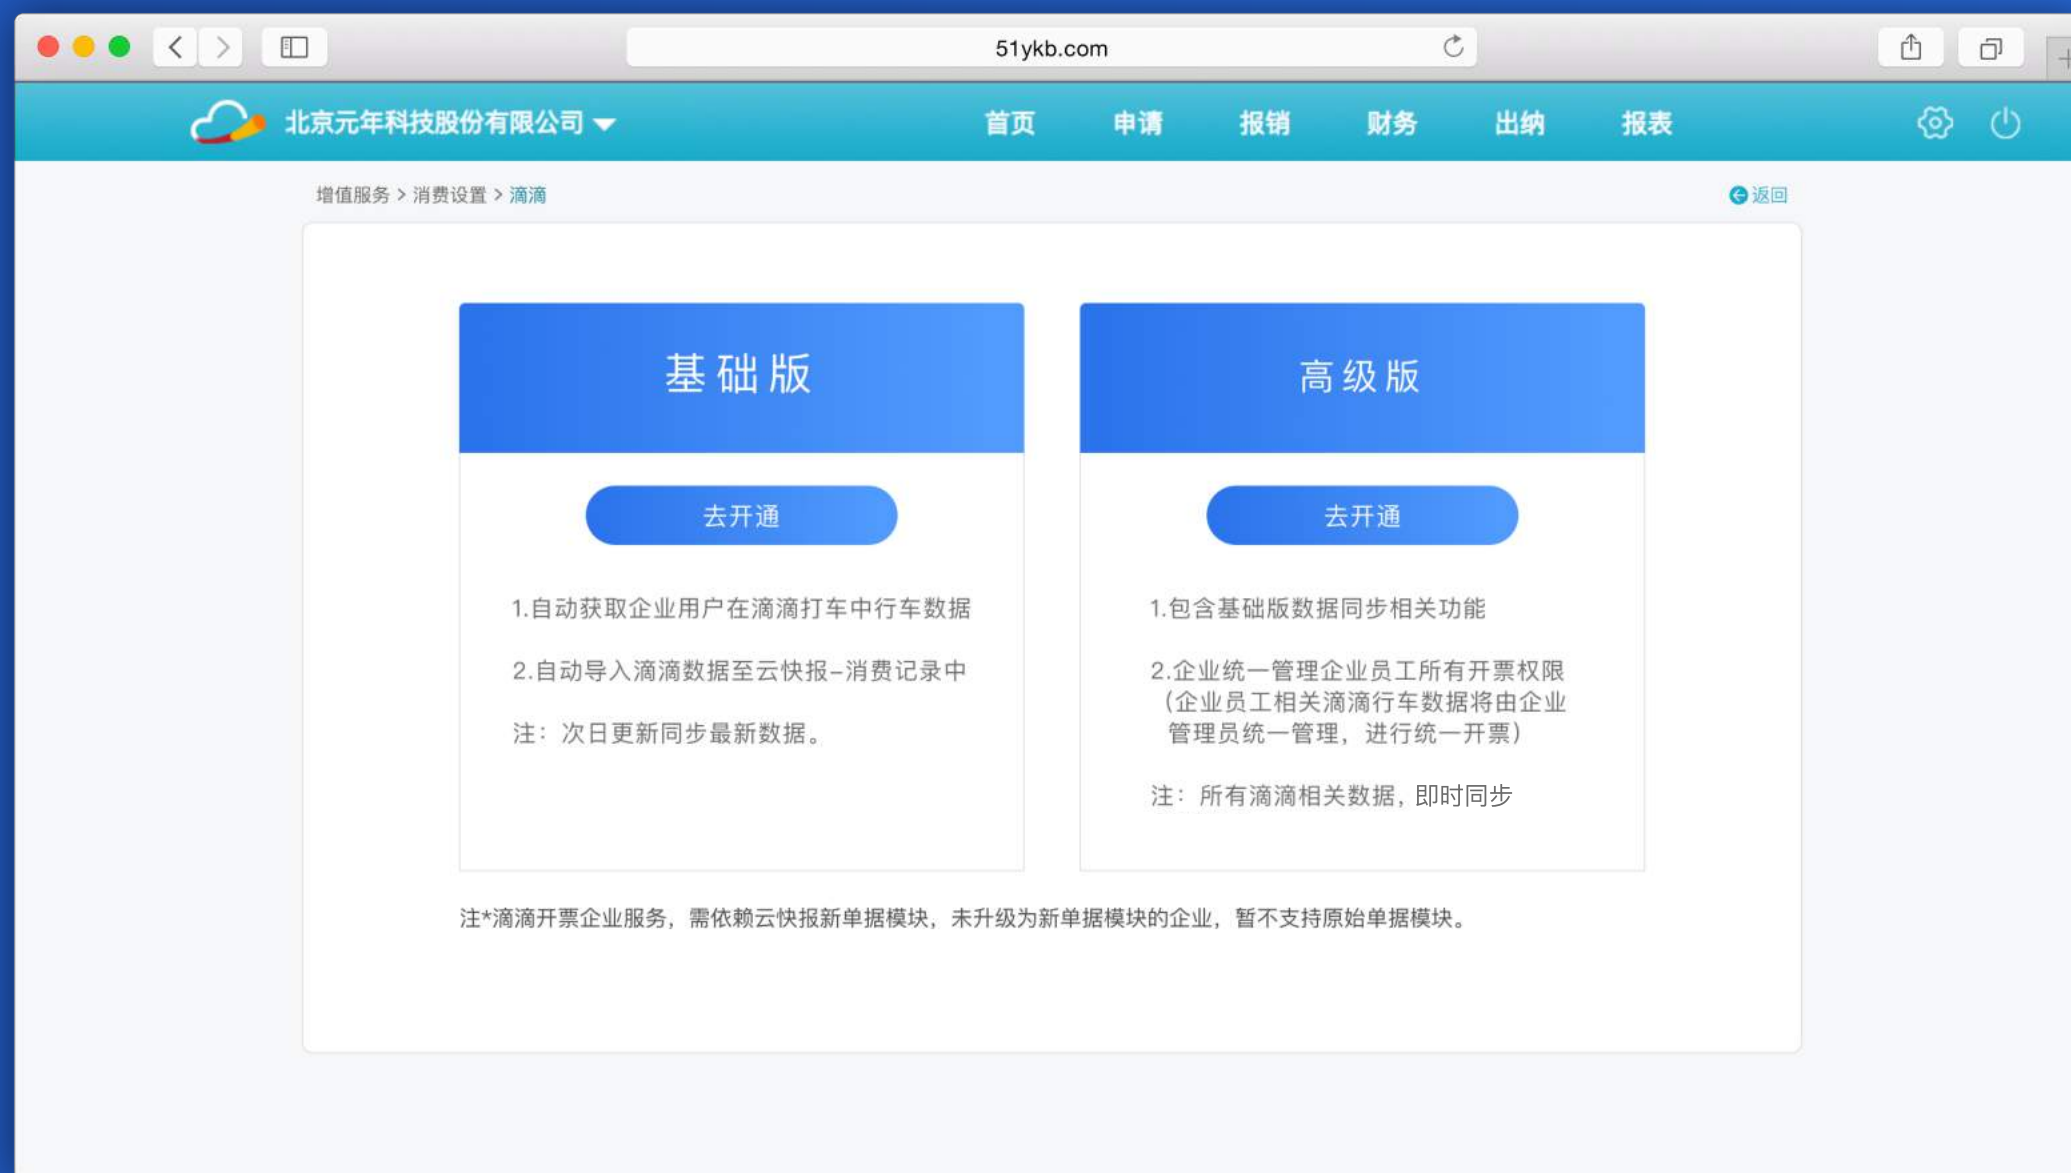 51ykb.com
北京元年科技股份有限公司
首页 申请 报销 财务 出纳 报表
增值服务 > 消费设置 > 滴滴
返回
基础版
去开通
1.自动获取企业用户在滴滴打车中行车数据
2.自动导入滴滴数据至云快报-消费记录中
注：次日更新同步最新数据。
高级版
去开通
1.包含基础版数据同步相关功能
2.企业统一管理企业员工所有开票权限
（企业员工相关滴滴行车数据将由企业
管理员统一管理，进行统一开票）
注：所有滴滴相关数据，即时同步
注*滴滴开票企业服务，需依赖云快报新单据模块，未升级为新单据模块的企业，暂不支持原始单据模块。